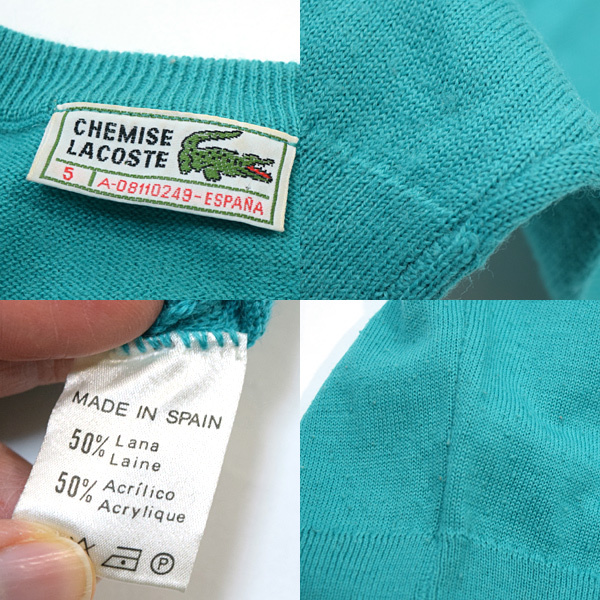 CHEMISE
LACOSTE
5 A-08110249-ESPAÑA
MADE IN SPAIN
50% Lana
Laine
50% Acrílico
Acrylique
P